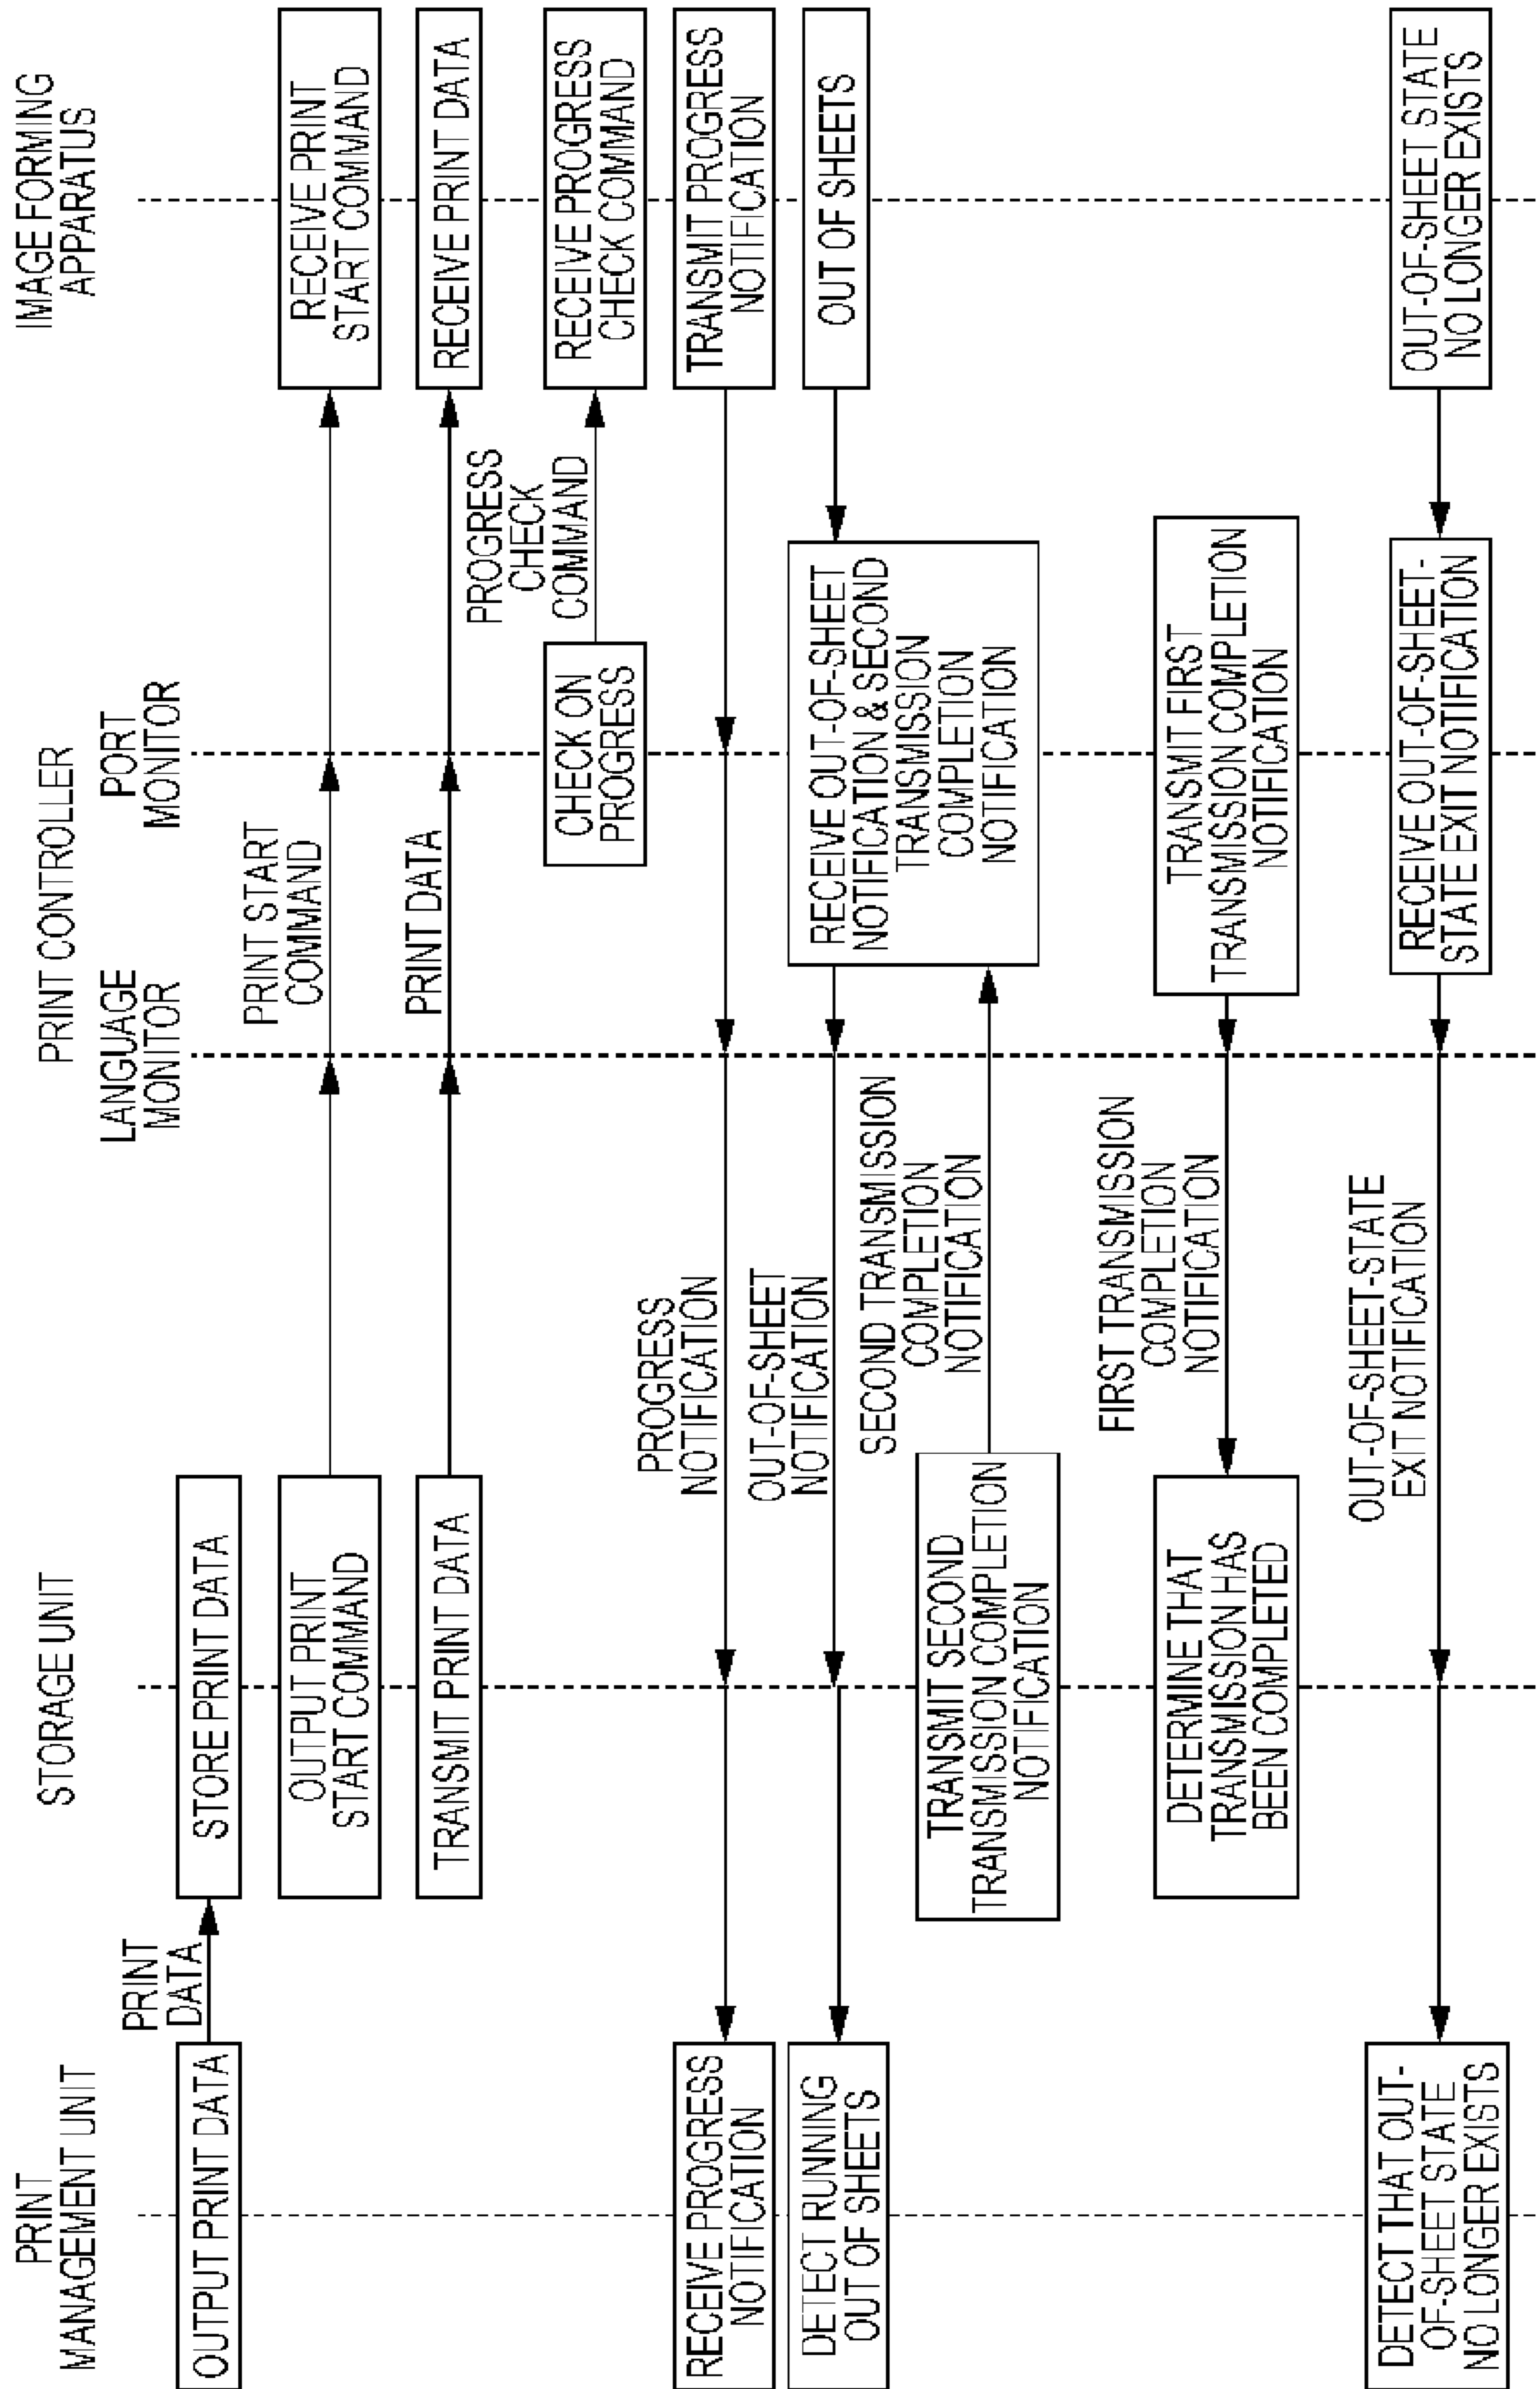 PRINT
MANAGEMENT UNIT
STORAGE UNIT
PRINT CONTROLLER
LANGUAGE
MONITOR
PORT
MONITOR
IMAGE FORMING
APPARATUS
OUTPUT PRINT DATA
PRINT
DATA
STORE PRINT DATA
OUTPUT PRINT
START COMMAND
PRINT START
COMMAND
RECEIVE PRINT
START COMMAND
TRANSMIT PRINT DATA
PRINT DATA
RECEIVE PRINT DATA
CHECK ON
PROGRESS
PROGRESS
CHECK
COMMAND
RECEIVE PROGRESS
CHECK COMMAND
TRANSMIT PROGRESS
NOTIFICATION
PROGRESS
NOTIFICATION
RECEIVE PROGRESS
NOTIFICATION
OUT OF SHEETS
RECEIVE OUT-OF-SHEET
NOTIFICATION & SECOND
TRANSMISSION
COMPLETION
NOTIFICATION
OUT-OF-SHEET
NOTIFICATION
DETECT RUNNING
OUT OF SHEETS
TRANSMIT SECOND
TRANSMISSION COMPLETION
NOTIFICATION
SECOND TRANSMISSION
COMPLETION
NOTIFICATION
TRANSMIT FIRST
TRANSMISSION COMPLETION
NOTIFICATION
FIRST TRANSMISSION
COMPLETION
NOTIFICATION
DETERMINE THAT
TRANSMISSION HAS
BEEN COMPLETED
OUT-OF-SHEET STATE
NO LONGER EXISTS
RECEIVE OUT-OF-SHEET-
STATE EXIT NOTIFICATION
OUT-OF-SHEET-STATE
EXIT NOTIFICATION
DETECT THAT OUT-
OF-SHEET STATE
NO LONGER EXISTS